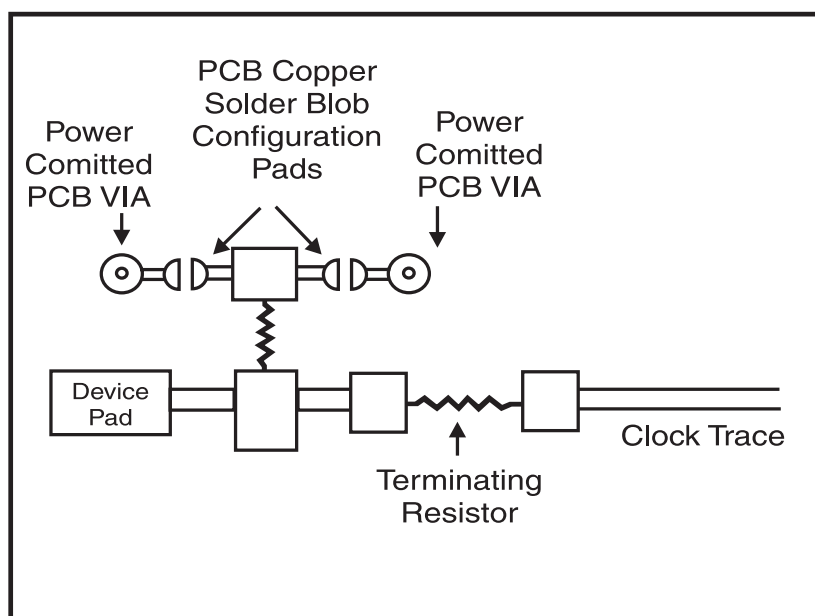 PCB Copper
Solder Blob
Configuration
Pads
Power
Comitted
PCB VIA
Power
Comitted
PCB VIA
Device
Pad
Clock Trace
Terminating
Resistor